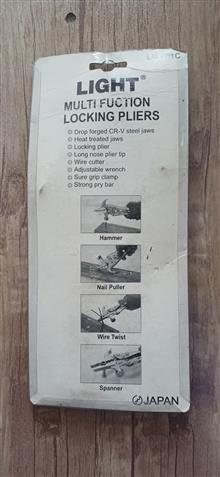 LIGHT®
MULTI FUCTION
LOCKING PLIERS
Drop forged CR-V steel jaws
Heat treated jaws
Locking plier
Long nose plier tip
Wire cutter
Adjustable wrench
Sure grip clamp
Strong pry bar
Hammer
Nail Puller
Wire Twist
Spanner
JAPAN